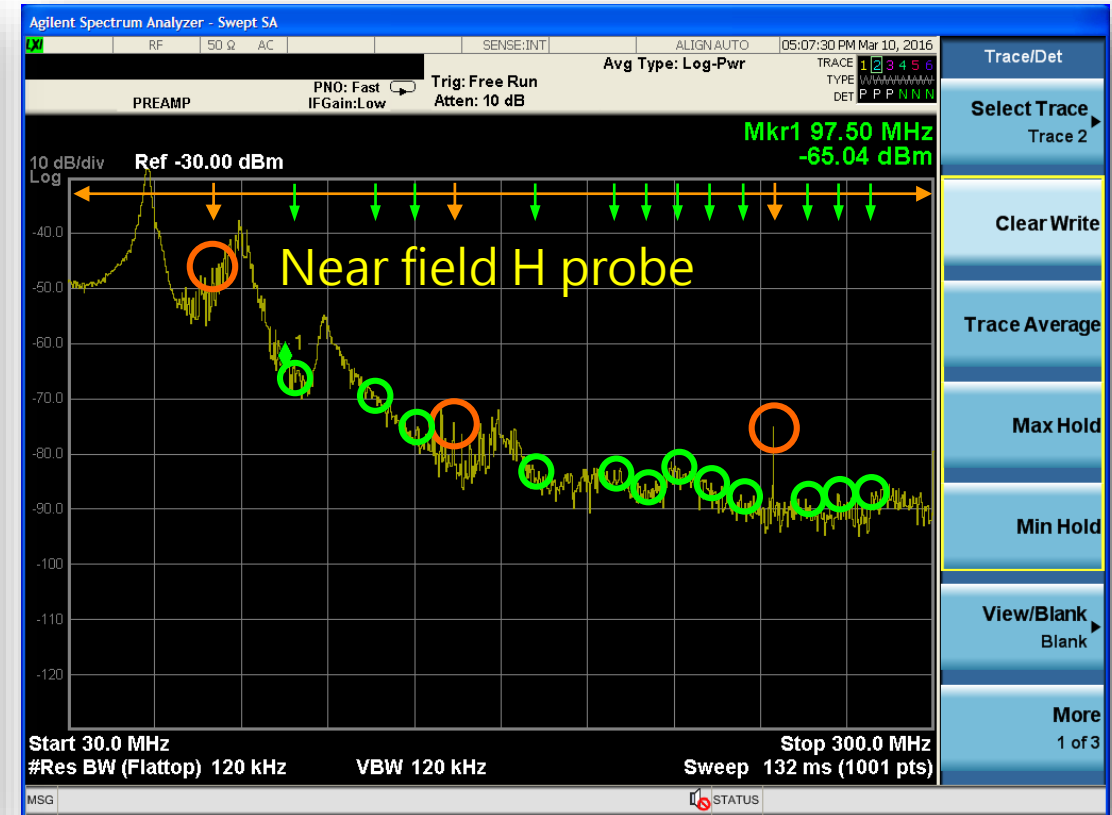 Agilent Spectrum Analyzer - Swept SA
LXI RF 50 Ω AC SENSE:INT ALIGN AUTO 05:07:30 PM Mar 10, 2016
Trace/Det
Avg Type: Log-Pwr TRACE 1 2 3 4 5 6
PNO: Fast Trig: Free Run TYPE WWWWWW
PREAMP IFGain:Low Atten: 10 dB DET P P P N N N
Select Trace
Trace 2
Mkr1 97.50 MHz
-65.04 dBm
10 dB/div Ref -30.00 dBm
Log
Clear Write
-40.0
Near field H probe
-50.0
Trace Average
1
-60.0
-70.0
Max Hold
-80.0
-90.0
Min Hold
-100
-110
View/Blank
Blank
-120
More
1 of 3
Start 30.0 MHz Stop 300.0 MHz
#Res BW (Flattop) 120 kHz VBW 120 kHz Sweep 132 ms (1001 pts)
MSG STATUS